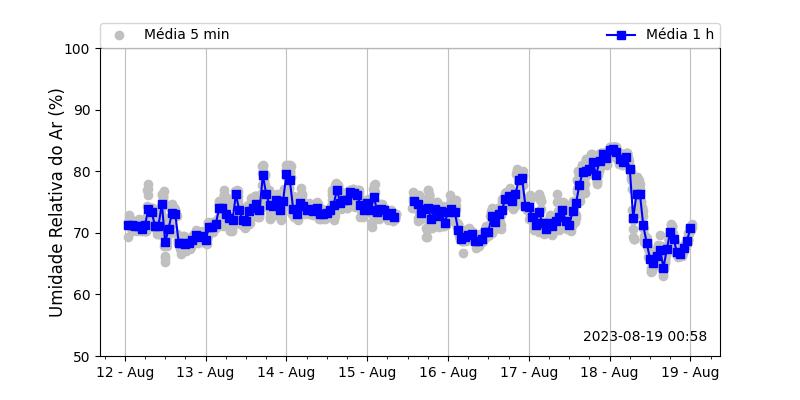 Média 5 min
Média 1 h
Umidade Relativa do Ar (%)
100
90
80
70
60
50
2023-08-19 00:58
12 - Aug
13 - Aug
14 - Aug
15 - Aug
16 - Aug
17 - Aug
18 - Aug
19 - Aug